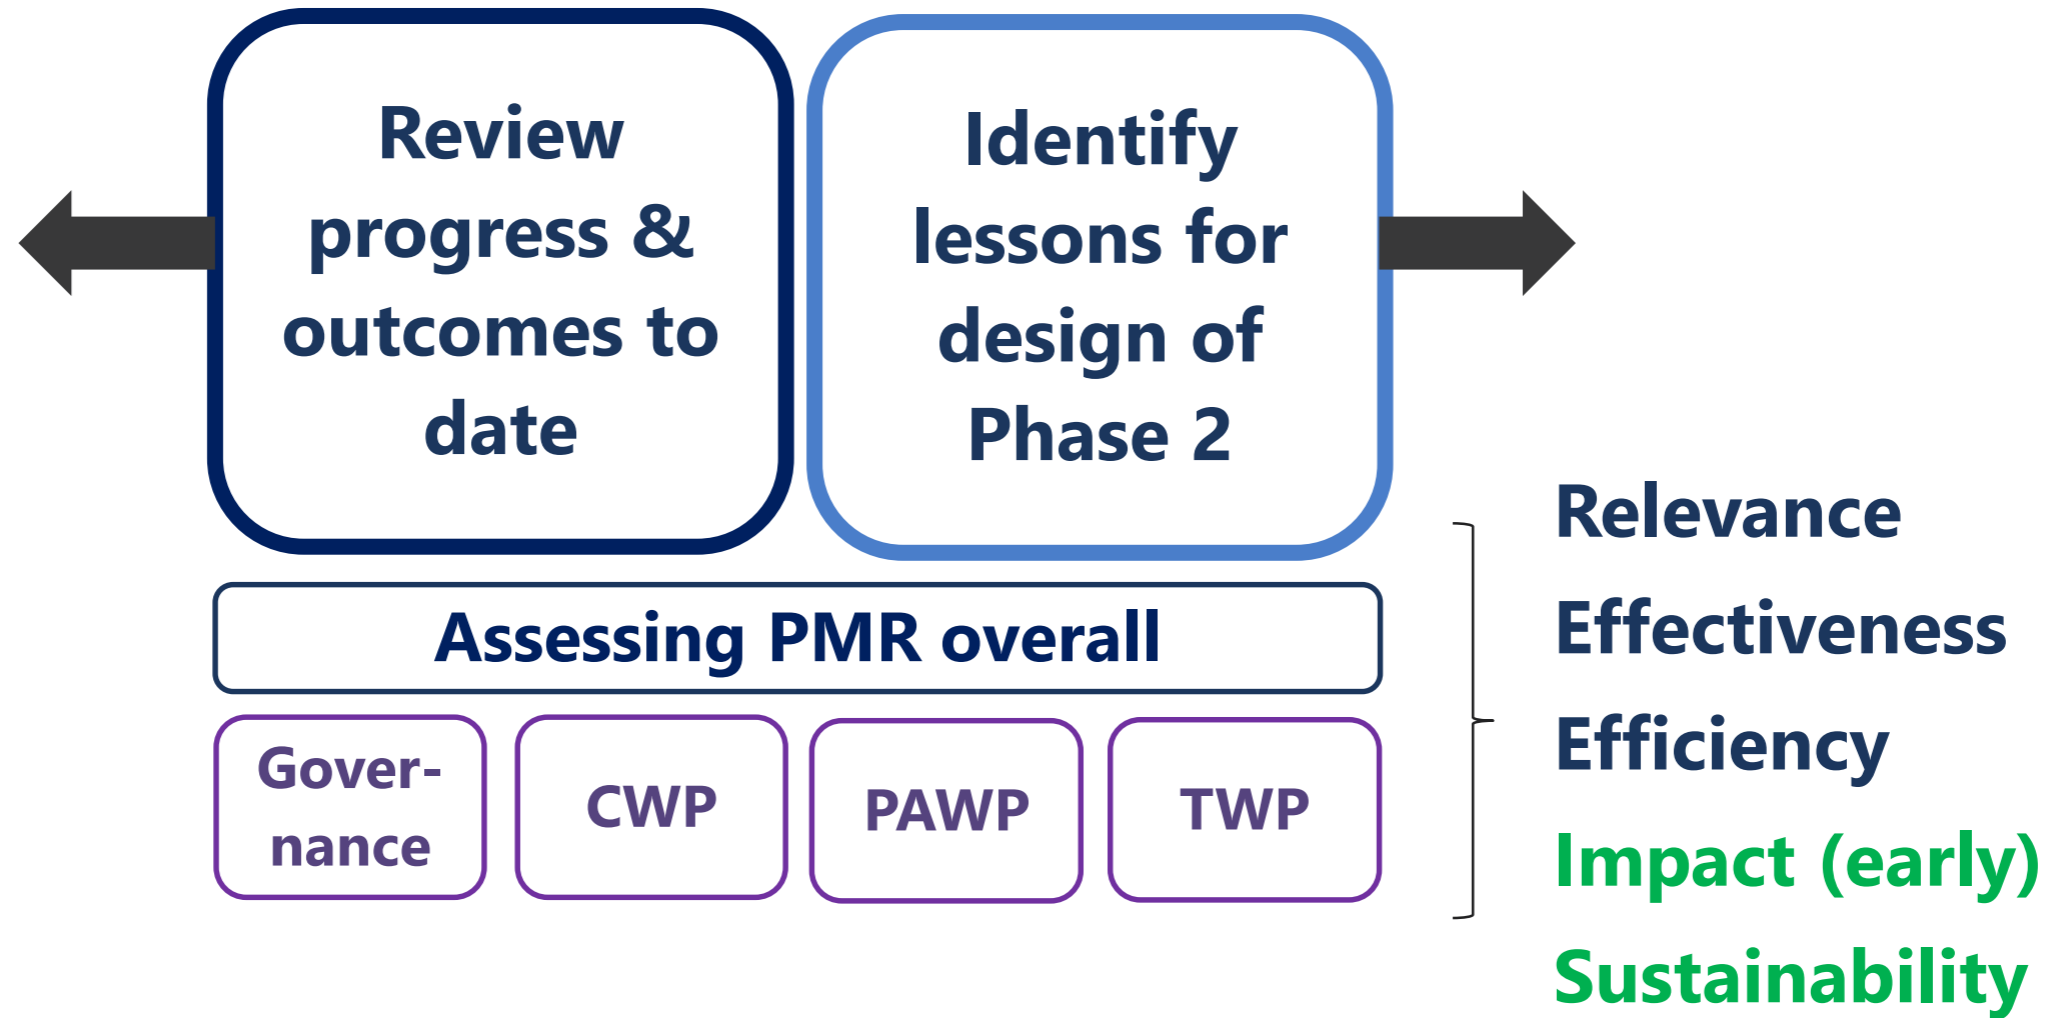 Review
progress &
outcomes to
date
Identify
lessons for
design of
Phase 2
Assessing PMR overall
Gover-
nance
CWP
PAWP
TWP
Relevance
Effectiveness
Efficiency
Impact (early)
Sustainability